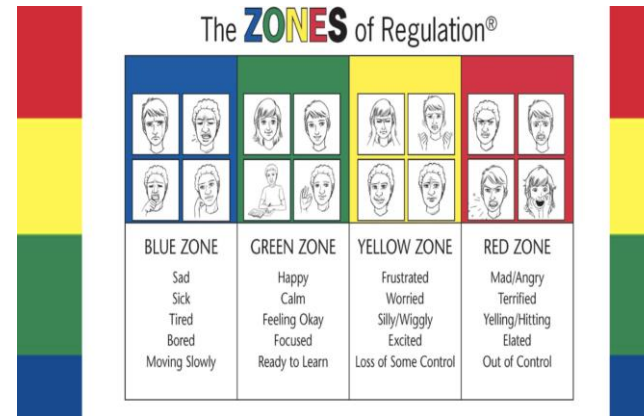 The ZONES of Regulation®
BLUE ZONE
Sad
Sick
Tired
Bored
Moving Slowly
GREEN ZONE
Happy
Calm
Feeling Okay
Focused
Ready to Learn
YELLOW ZONE
Frustrated
Worried
Silly/Wiggly
Excited
Loss of Some Control
RED ZONE
Mad/Angry
Terrified
Yelling/Hitting
Elated
Out of Control